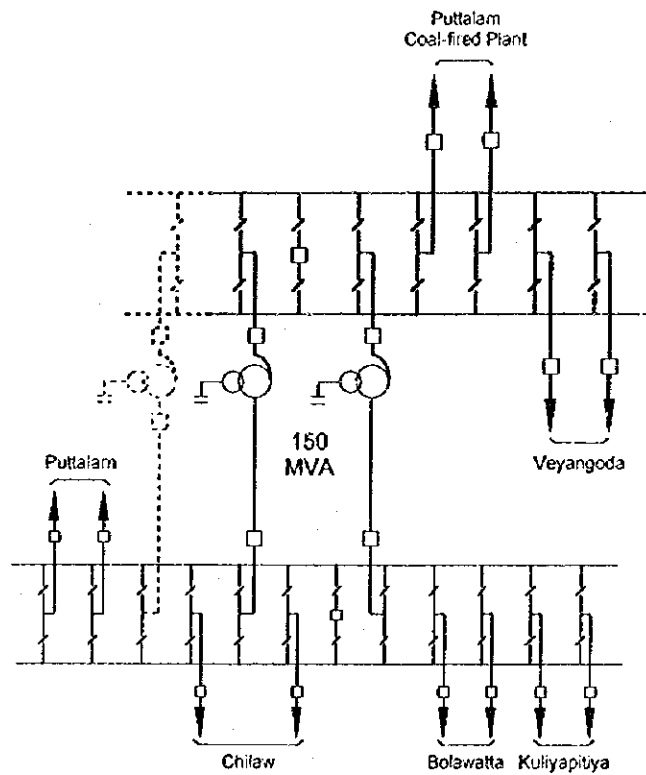 Puttalam
Coal-fired Plant
150
MVA
Veyangoda
Puttalam
Chilaw
Bolawatta
Kuliyapitiya